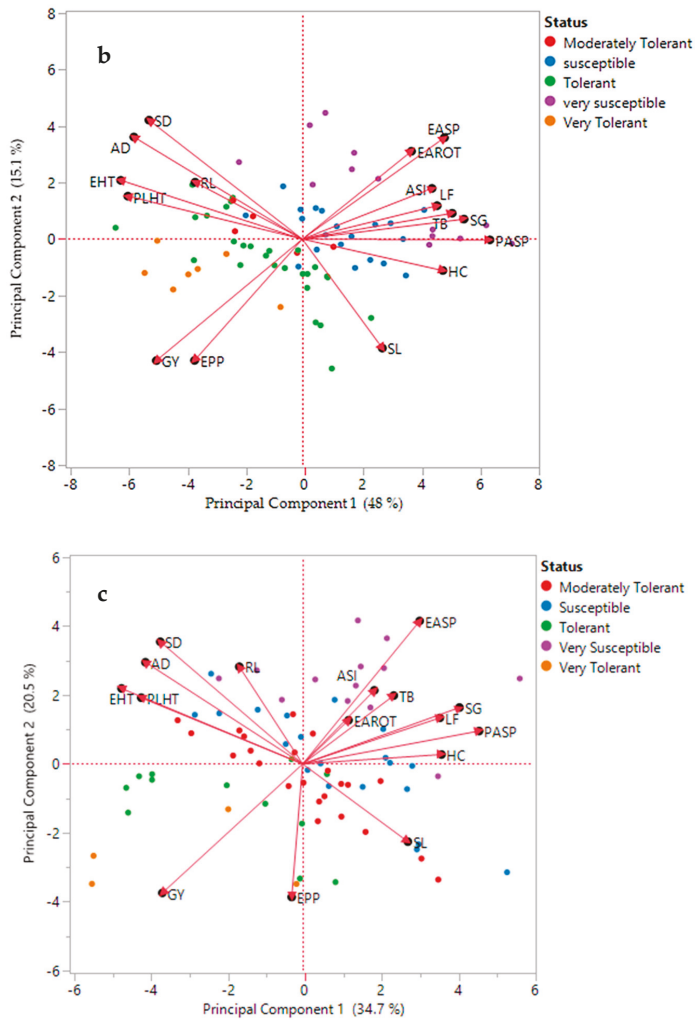 b
8
6
4
2
0
-2
-4
-6
-8
Principal Component 2 (15.1 %)
SD
AD
EHT
RL
PLHT
EASP
EAROT
ASI
LF
TB
SG
PASP
HC
SL
GY
EPP
-8 -6 -4 -2 0 2 4 6 8
Principal Component 1 (48 %)
Status
Moderately Tolerant
susceptible
Tolerant
very susceptible
Very Tolerant
c
6
4
2
0
-2
-4
-6
Principal Component 2 (20.5 %)
EASP
SD
AD
RL
ASI
EHT
PLHT
TB
SG
EAROT
LF
PASP
HC
SL
GY
EPP
-6 -4 -2 0 2 4 6
Principal Component 1 (34.7 %)
Status
Moderately Tolerant
Susceptible
Tolerant
Very Susceptible
Very Tolerant